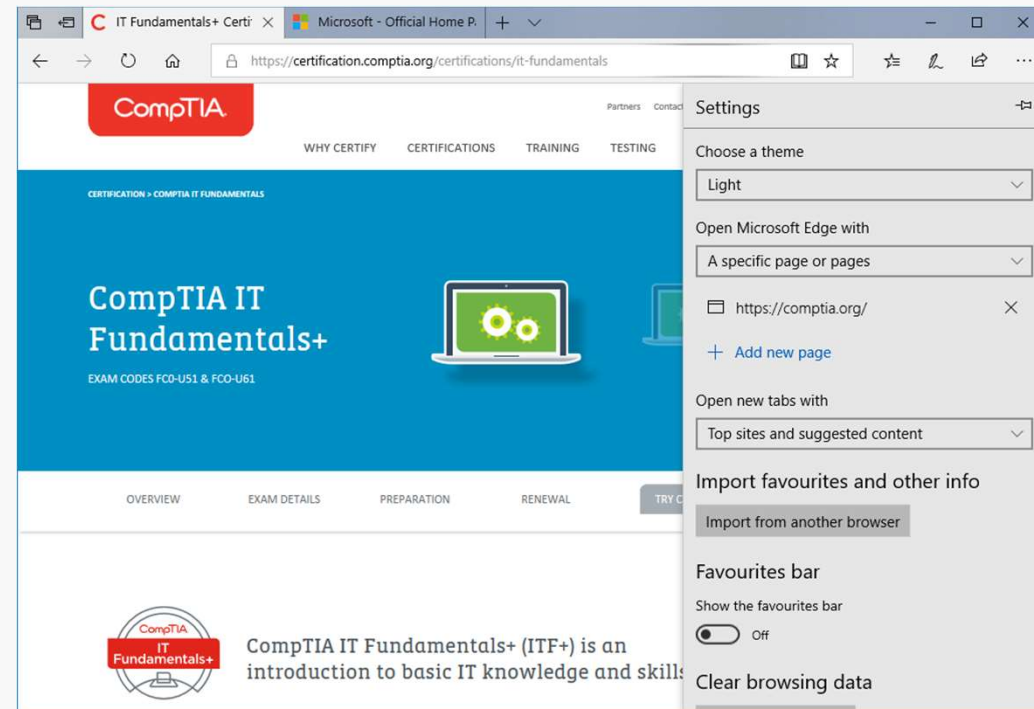 IT Fundamentals+ Certi
Microsoft - Official Home P
https://certification.comptia.org/certifications/it-fundamentals
CompTIA
Partners Contact
WHY CERTIFY CERTIFICATIONS TRAINING TESTING
CERTIFICATION > COMPTIA IT FUNDAMENTALS
CompTIA IT
Fundamentals+
EXAM CODES FC0-U51 & FCO-U61
OVERVIEW EXAM DETAILS PREPARATION RENEWAL TRY C
CompTIA
IT
Fundamentals+
CompTIA IT Fundamentals+ (ITF+) is an
introduction to basic IT knowledge and skills
Settings
Choose a theme
Light
Open Microsoft Edge with
A specific page or pages
https://comptia.org/
Add new page
Open new tabs with
Top sites and suggested content
Import favourites and other info
Import from another browser
Favourites bar
Show the favourites bar
Off
Clear browsing data